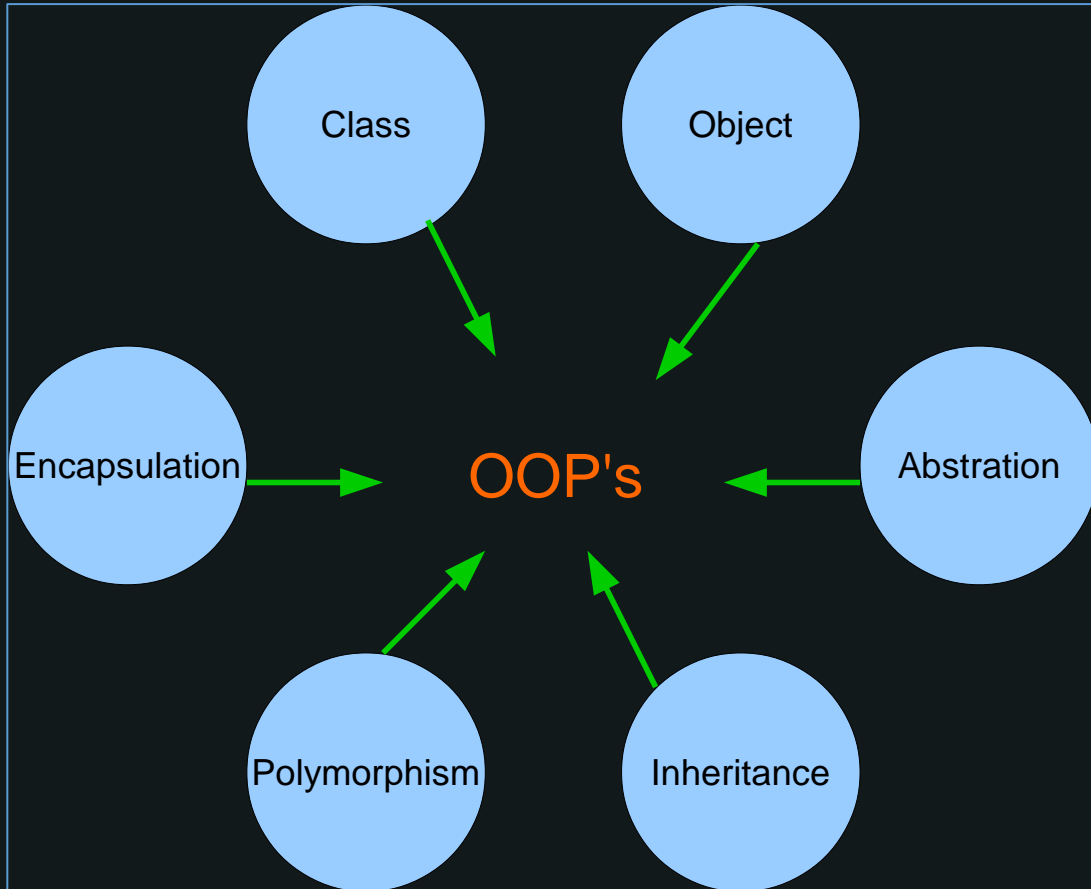 Class
Object
Encapsulation
OOP's
Abstration
Polymorphism
Inheritance